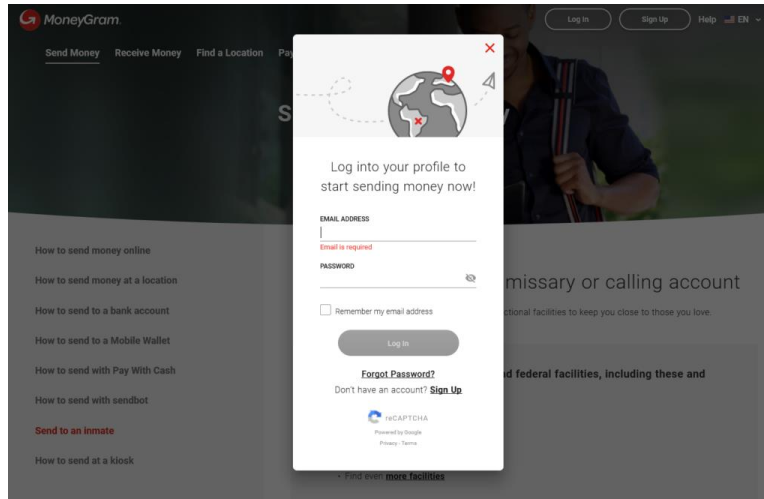 MoneyGram.
Log In
Sign Up
Help
EN
Send Money
Receive Money
Find a Location
Log into your profile to
start sending money now!
EMAIL ADDRESS
Email is required
PASSWORD
Remember my email address
Log In
Forgot Password?
Don't have an account? Sign Up
reCAPTCHA
Powered by Google
Privacy - Terms
How to send money online
How to send money at a location
How to send to a bank account
How to send to a Mobile Wallet
How to send with Pay With Cash
How to send with sendbot
Send to an inmate
How to send at a kiosk
or calling account
facilities to keep you close to those you love.
federal facilities, including these and
- Find even more facilities